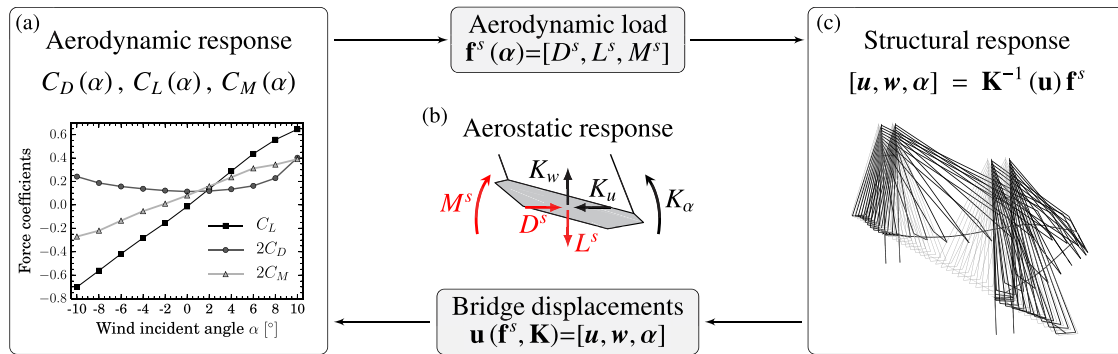 (a)
Aerodynamic response
C_D(α), C_L(α), C_M(α)
0.6
0.4
0.2
0.0
−0.2
−0.4
−0.6
−0.8
Force coefficients
C_L
2C_D
2C_M
-10 -8 -6 -4 -2 0 2 4 6 8 10
Wind incident angle α [°]
Aerodynamic load
f^s(α)=[D^s, L^s, M^s]
(b)
Aerostatic response
K_w
K_u
K_α
M^s
D^s
L^s
Bridge displacements
u(f^s, K)=[u, w, α]
(c)
Structural response
[u, w, α] = K^{-1}(u) f^s